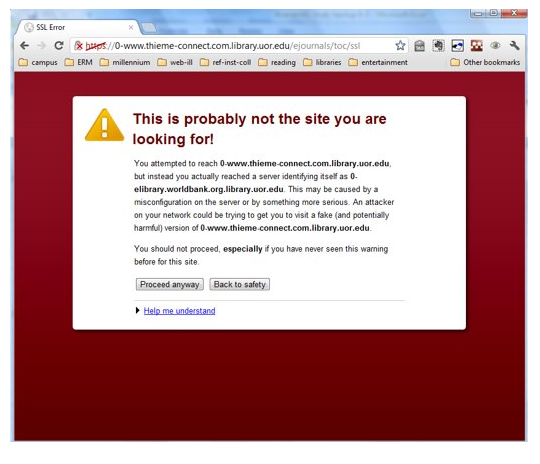 SSL Error
https://0-www.thieme-connect.com.library.uor.edu/ejournals/toc/ssl
campus ERM millennium web-ill ref-inst-coll reading libraries entertainment Other bookmarks
This is probably not the site you are
looking for!
You attempted to reach 0-www.thieme-connect.com.library.uor.edu,
but instead you actually reached a server identifying itself as 0-
elibrary.worldbank.org.library.uor.edu. This may be caused by a
misconfiguration on the server or by something more serious. An attacker
on your network could be trying to get you to visit a fake (and potentially
harmful) version of 0-www.thieme-connect.com.library.uor.edu.
You should not proceed, especially if you have never seen this warning
before for this site.
Proceed anyway Back to safety
Help me understand